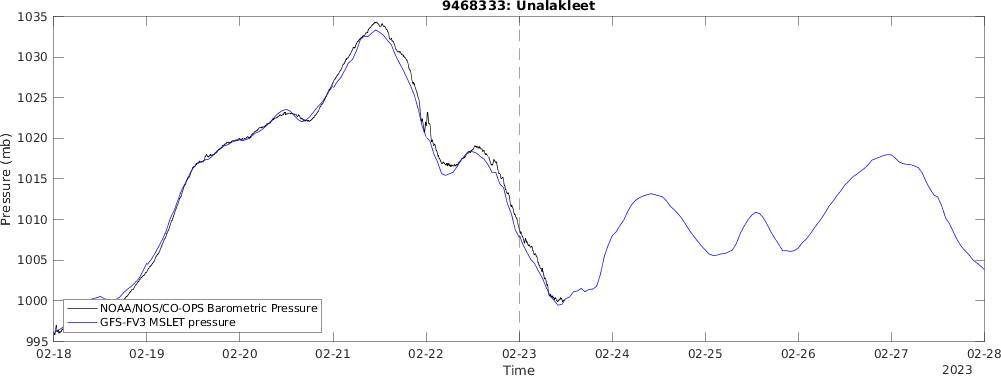 9468333: Unalakleet
Pressure (mb)
1035
1030
1025
1020
1015
1010
1005
1000
995
NOAA/NOS/CO-OPS Barometric Pressure
GFS-FV3 MSLET pressure
02-18 02-19 02-20 02-21 02-22 02-23 02-24 02-25 02-26 02-27 02-28
Time
2023